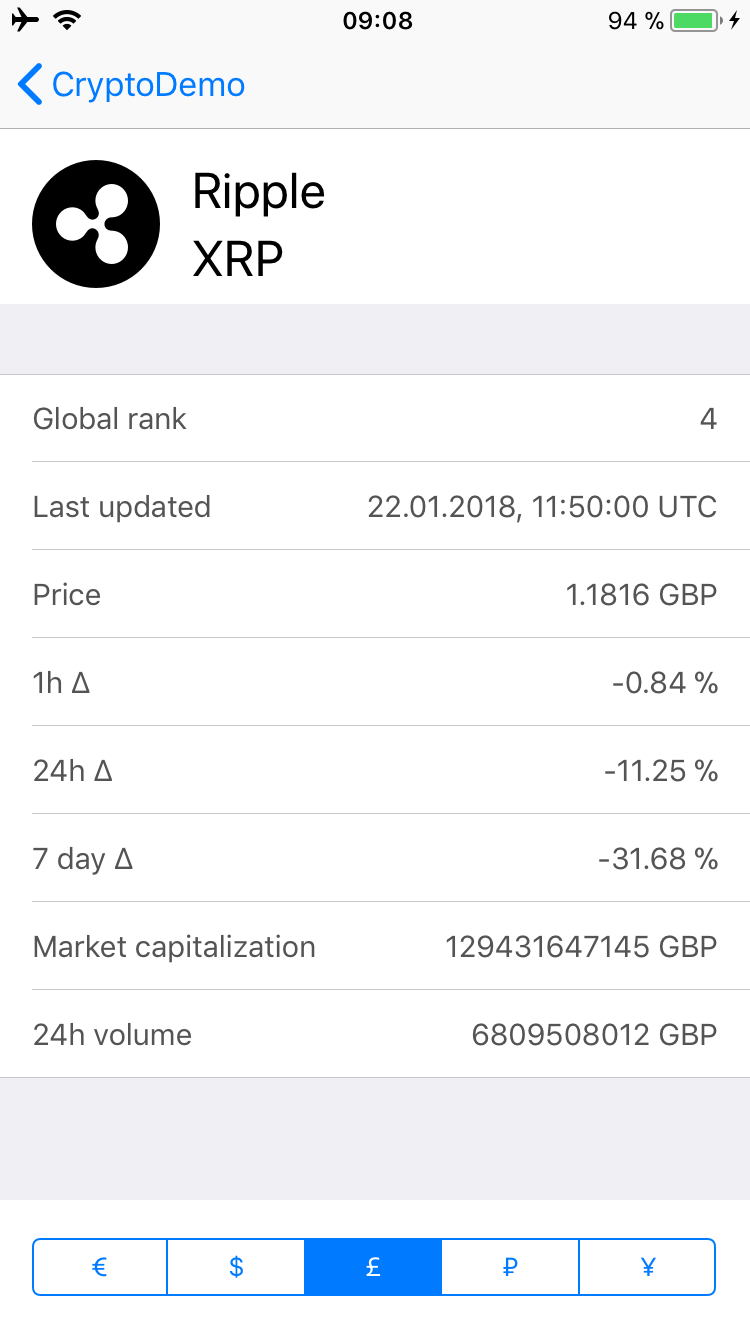 09:08 94 %
CryptoDemo
Ripple
XRP
Global rank 4
Last updated 22.01.2018, 11:50:00 UTC
Price 1.1816 GBP
1h Δ -0.84 %
24h Δ -11.25 %
7 day Δ -31.68 %
Market capitalization 129431647145 GBP
24h volume 6809508012 GBP
€ $ £ ₽ ¥